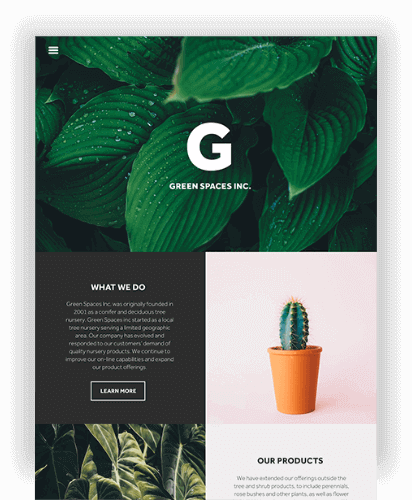 G
GREEN SPACES INC.
WHAT WE DO
Green Spaces Inc. was originally founded in
2001 as a conifer and deciduous tree
nursery. Green Spaces inc started as a local
tree nursery serving a limited geographic
area. Our company has evolved and
responded to our customers' demand of
quality nursery products. We continue to
improve our on-line capabilities and expand
our product offerings.
LEARN MORE
OUR PRODUCTS
We have extended our offerings outside the
tree and shrub products, to include perennials,
rose bushes and other plants, as well as flower